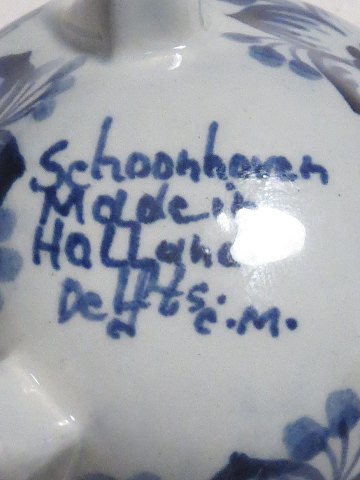 Schoonhoven
Made in
Holland
Delfts.
d c.M.